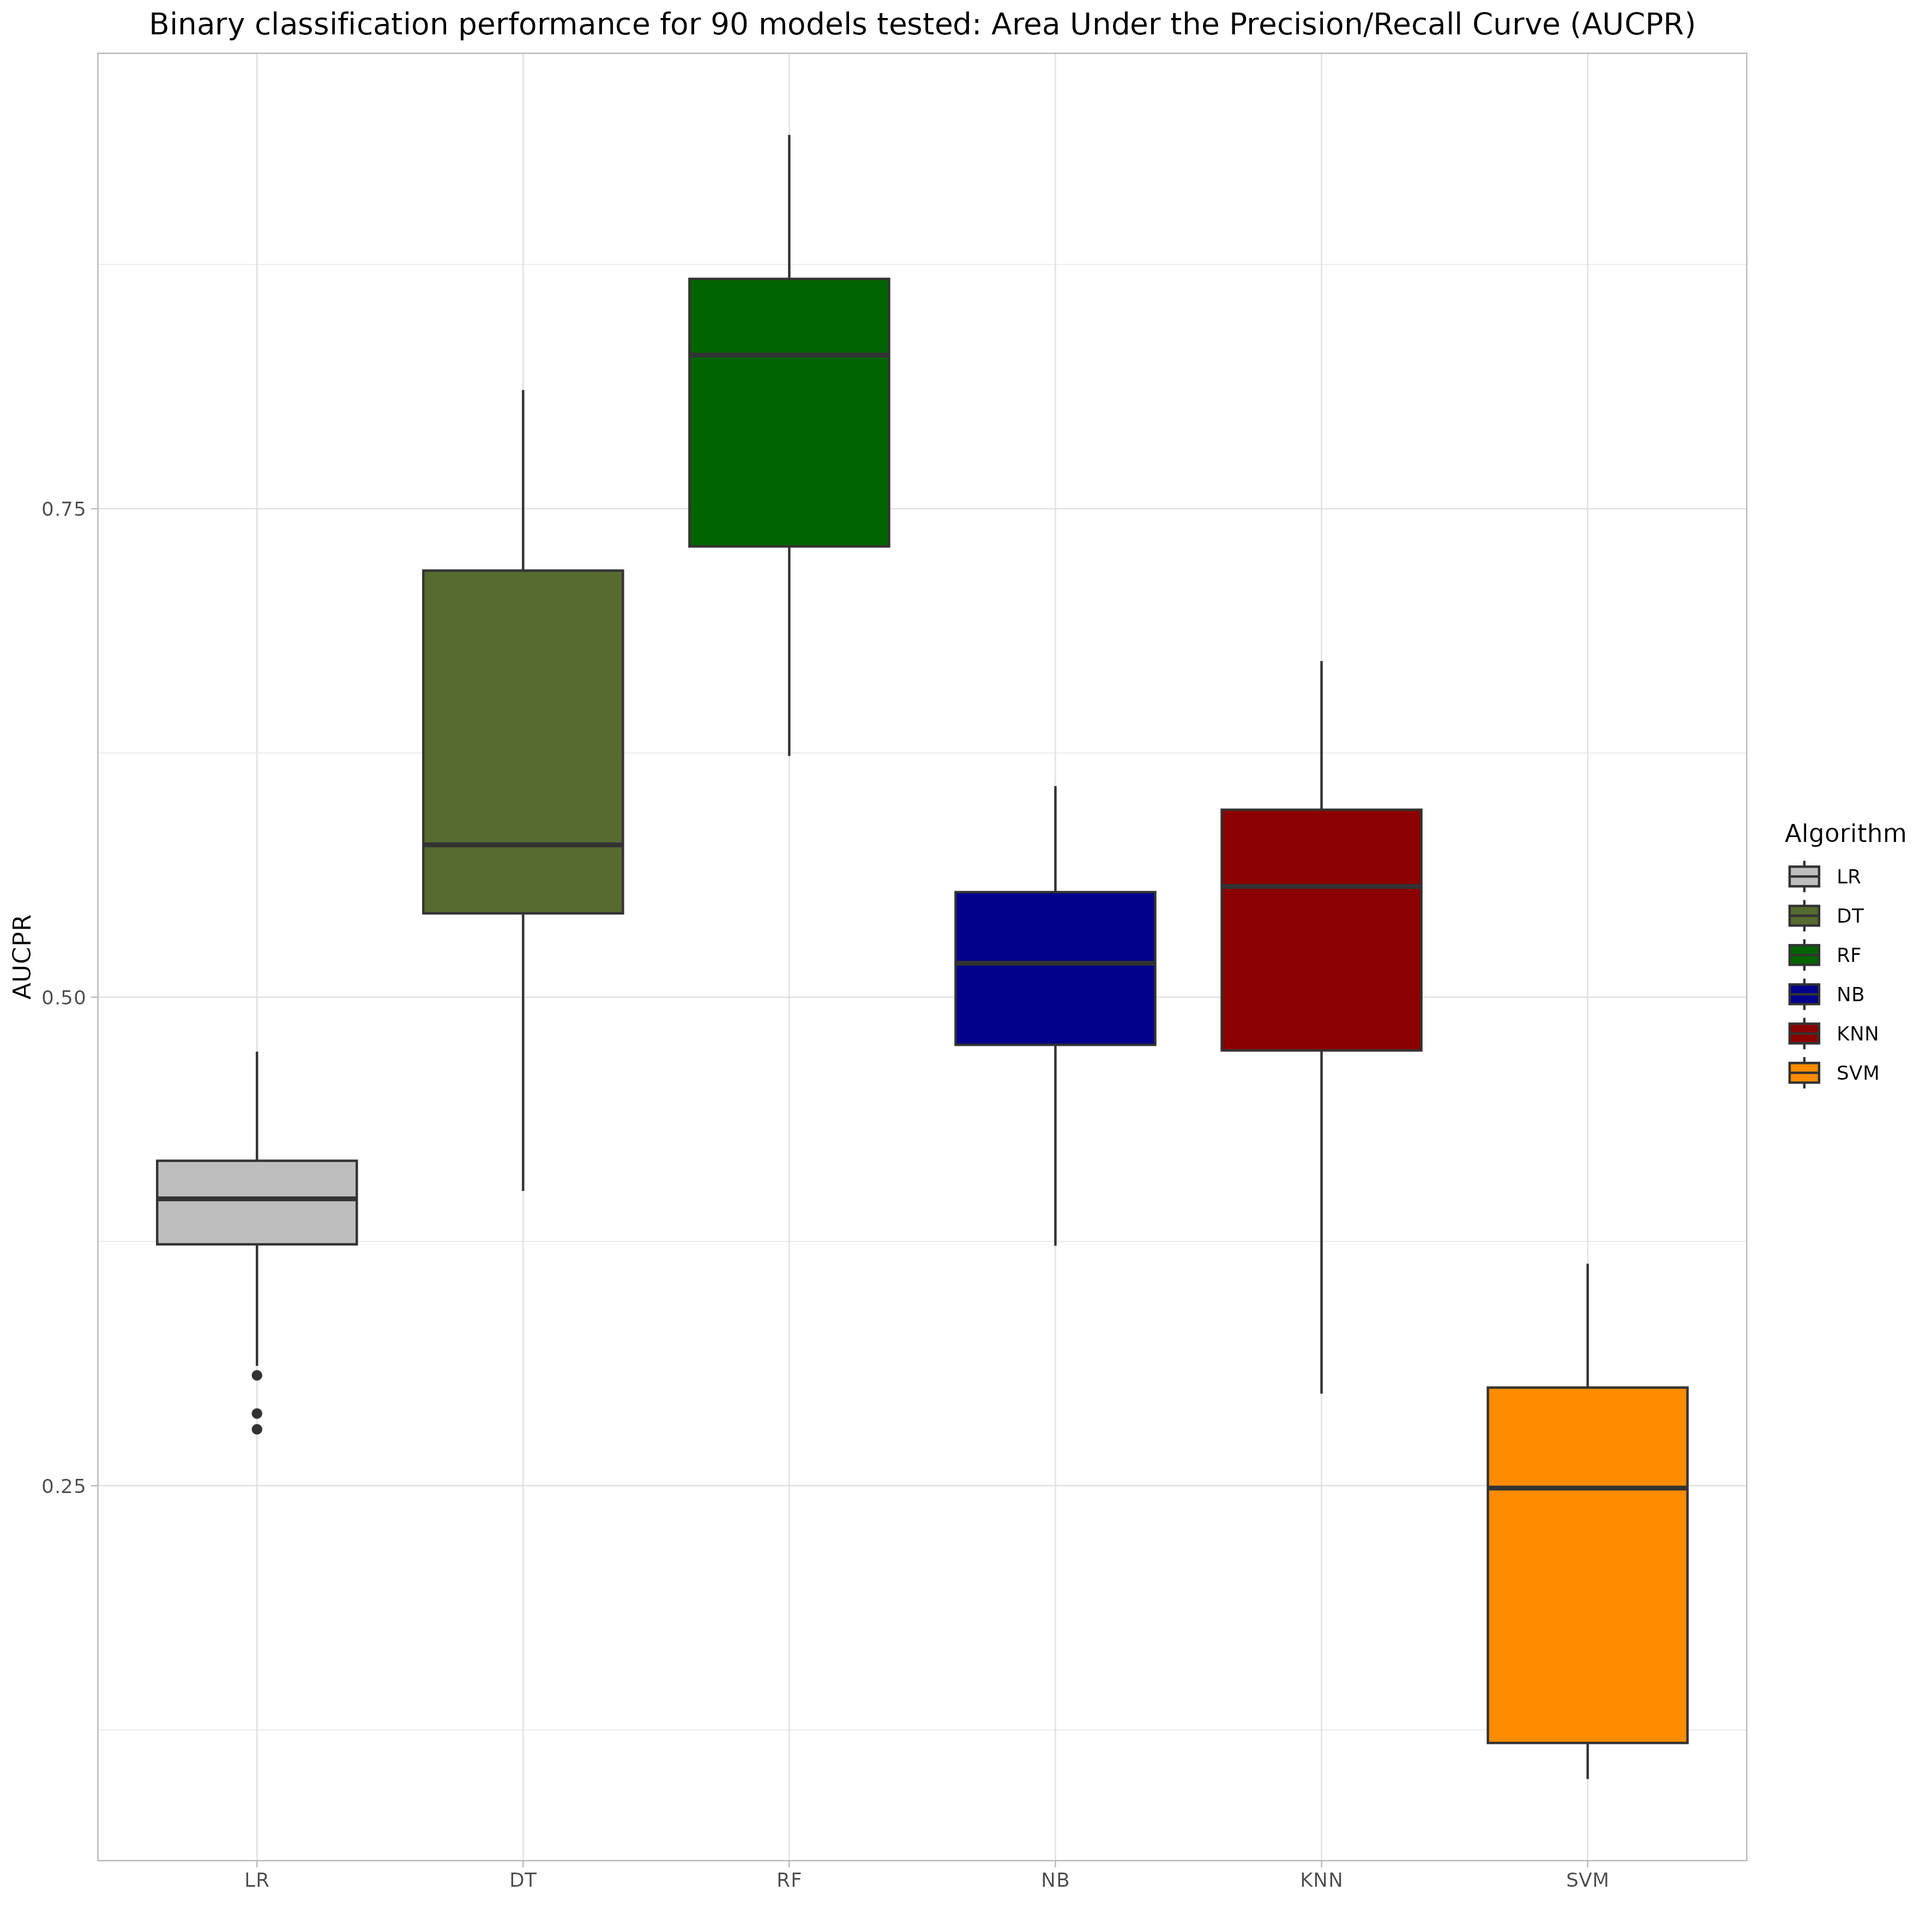 Binary classification performance for 90 models tested: Area Under the Precision/Recall Curve (AUCPR)
AUCPR
0.75
0.50
0.25
LR DT RF NB KNN SVM
Algorithm
LR
DT
RF
NB
KNN
SVM